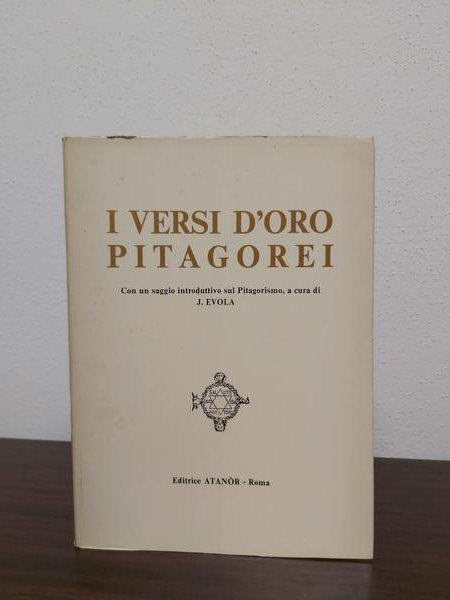 I VERSI D'ORO
PITAGOREI
Con un saggio introduttivo sul Pitagorismo, a cura di
J. EVOLA
Editrice ATANÒR - Roma